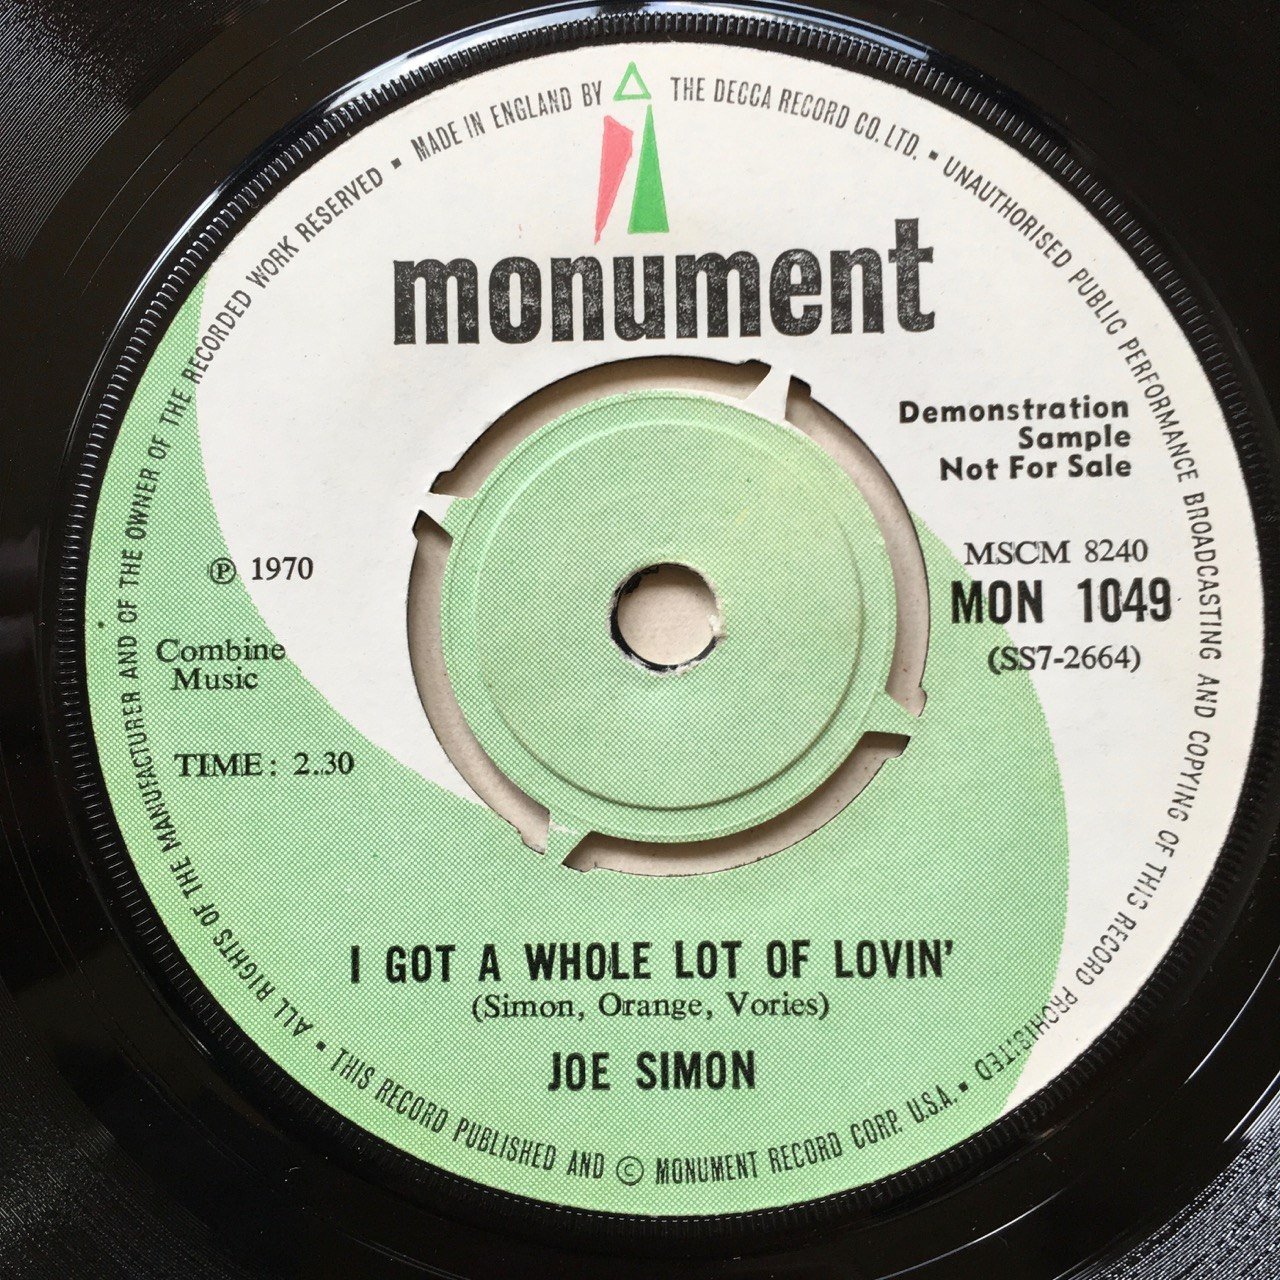 MADE IN ENGLAND BY THE DECCA RECORD CO. LTD. ▪ UNAUTHORISED PUBLIC PERFORMANCE BROADCASTING AND COPYING OF THIS RECORD PROHIBITED ▪
monument
Demonstration
Sample
Not For Sale
MSCM 8240
MON 1049
(SS7-2664)
℗ 1970
Combine
Music
TIME: 2..30
I GOT A WHOLE LOT OF LOVIN'
(Simon, Orange, Vories)
JOE SIMON
THIS RECORD PUBLISHED AND © MONUMENT RECORD CORP. U.S.A. ▪
ALL RIGHTS OF THE MANUFACTURER AND OF THE OWNER OF THE RECORDED WORK RESERVED ▪